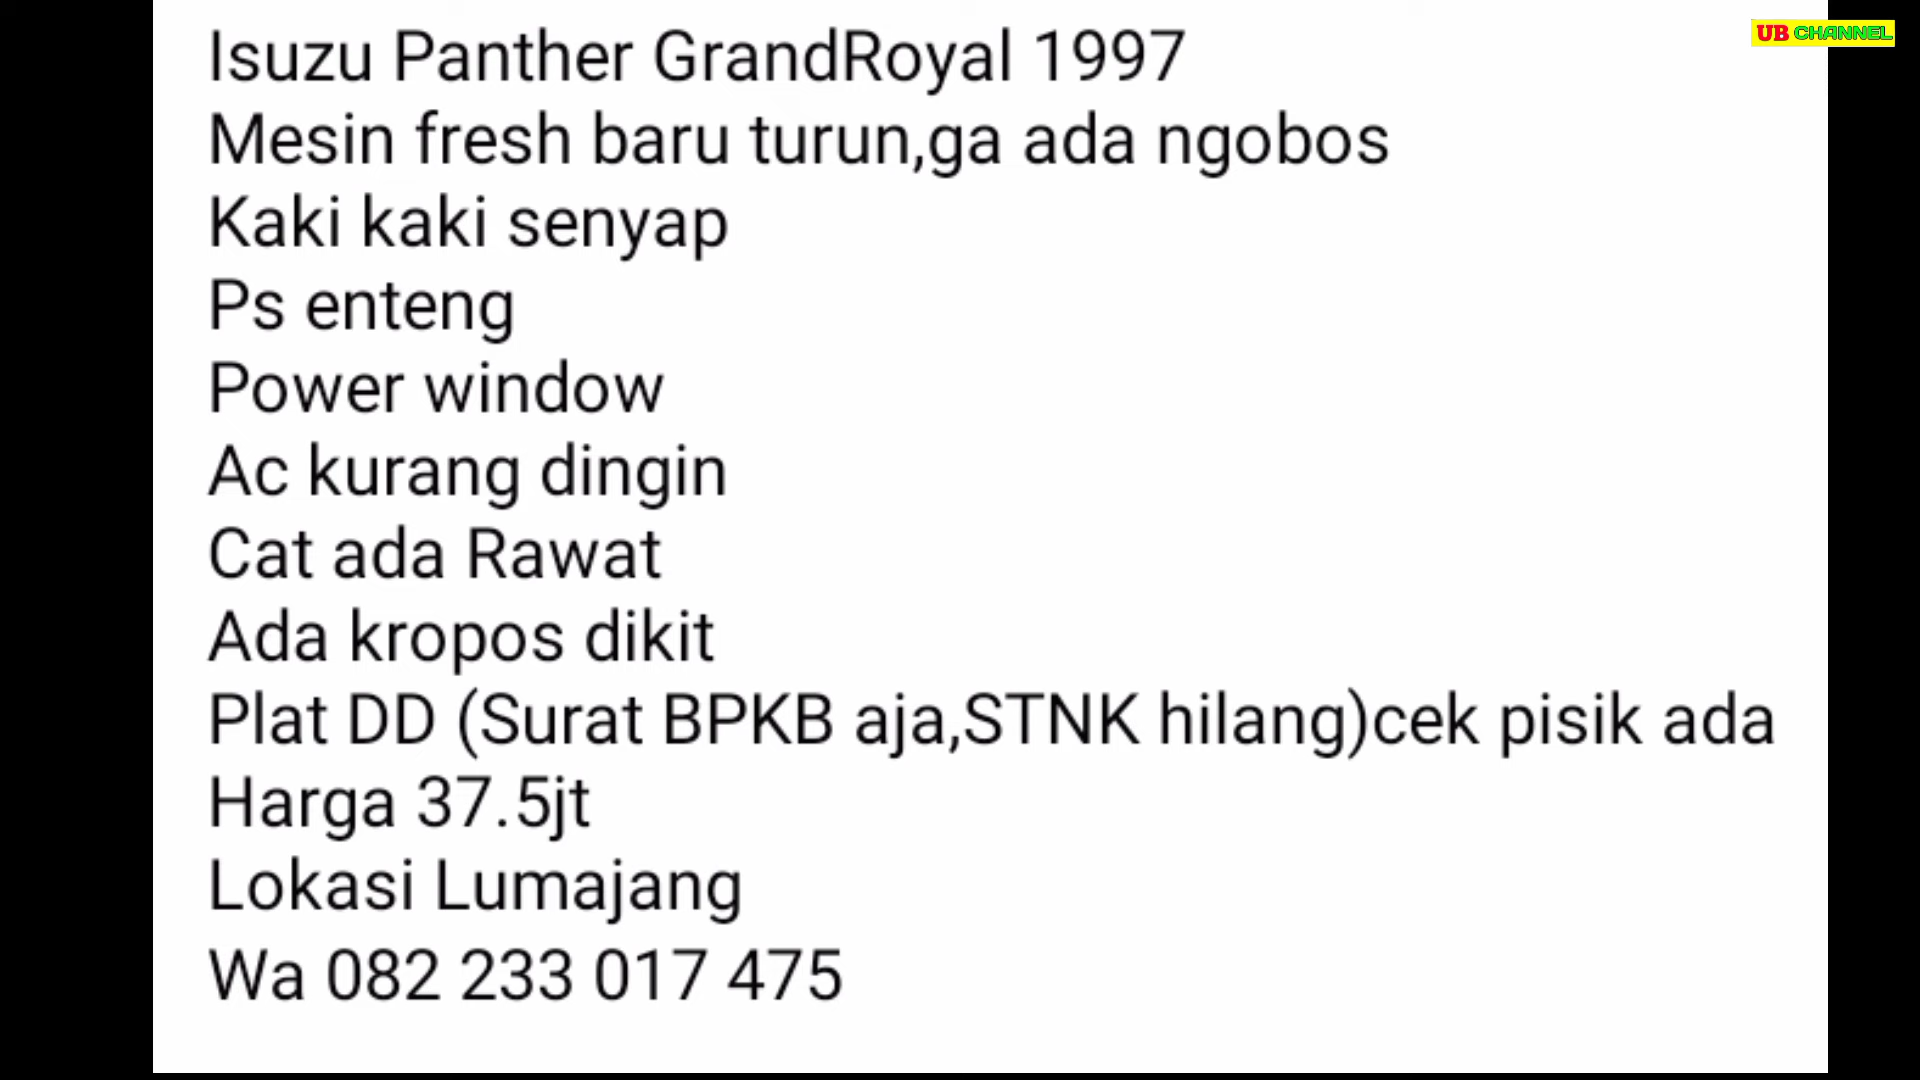 UB CHANNEL
Isuzu Panther GrandRoyal 1997
Mesin fresh baru turun,ga ada ngobos
Kaki kaki senyap
Ps enteng
Power window
Ac kurang dingin
Cat ada Rawat
Ada kropos dikit
Plat DD (Surat BPKB aja,STNK hilang)cek pisik ada
Harga 37.5jt
Lokasi Lumajang
Wa 082 233 017 475